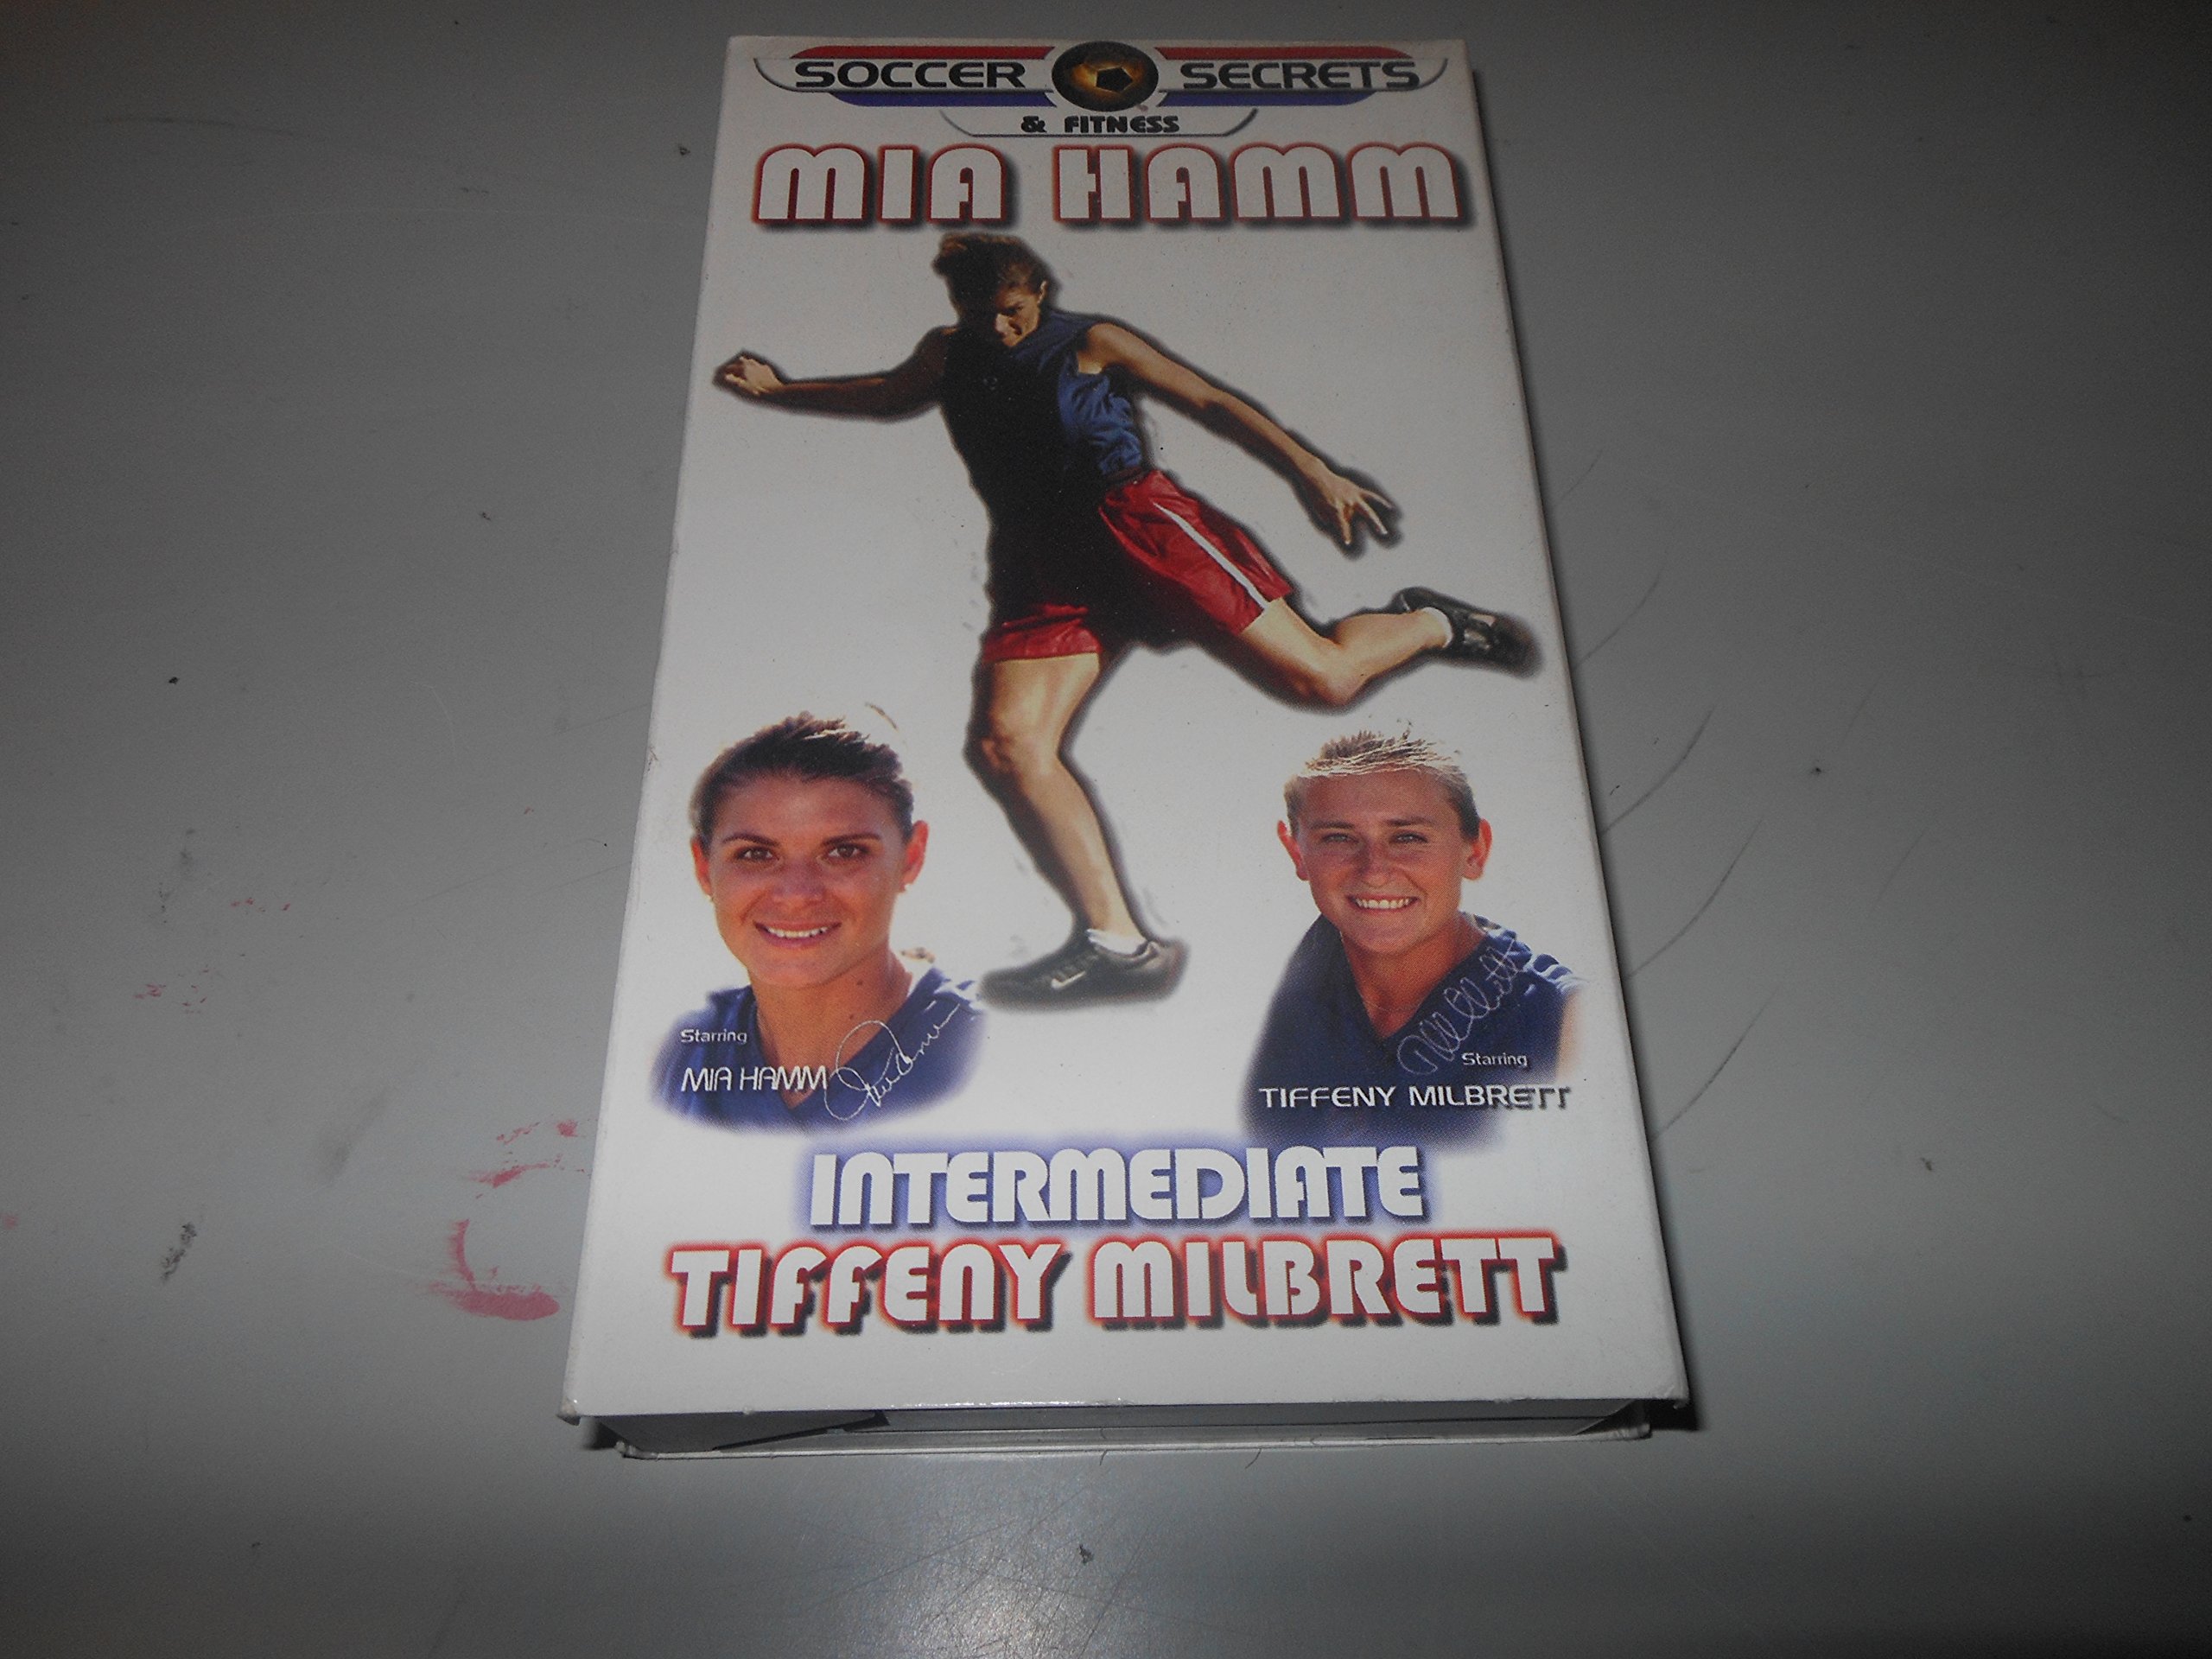 SOCCER SECRETS
& FITNESS
MIA HAMM
Starring
MIA HAMM
Starring
TIFFENY MILBRETT
INTERMEDIATE
TIFFENY MILBRETT